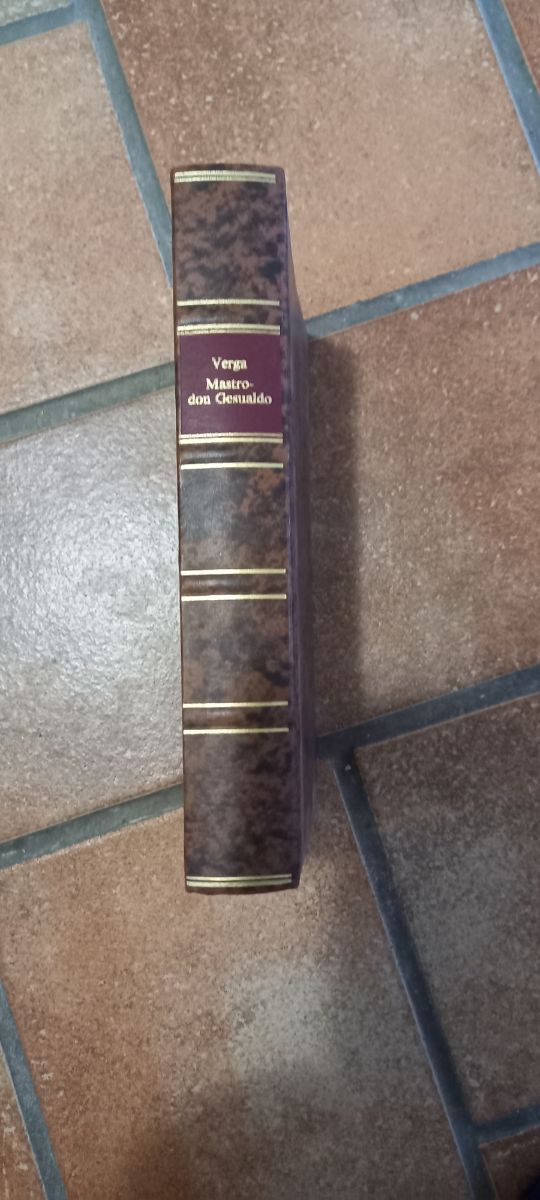 Verga
Mastro-
don Gesualdo